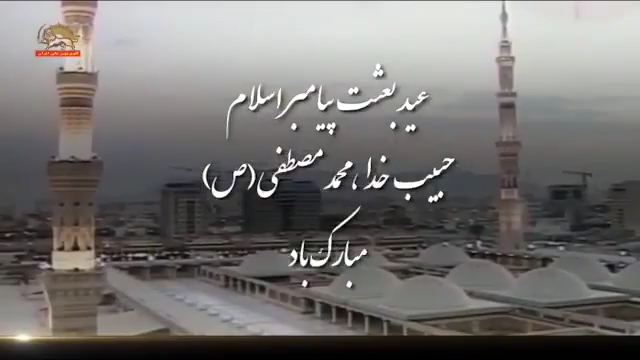 عید بعثت پیامبر اسلام
حبیب خدا، محمد مصطفی (ص)
مبارک باد